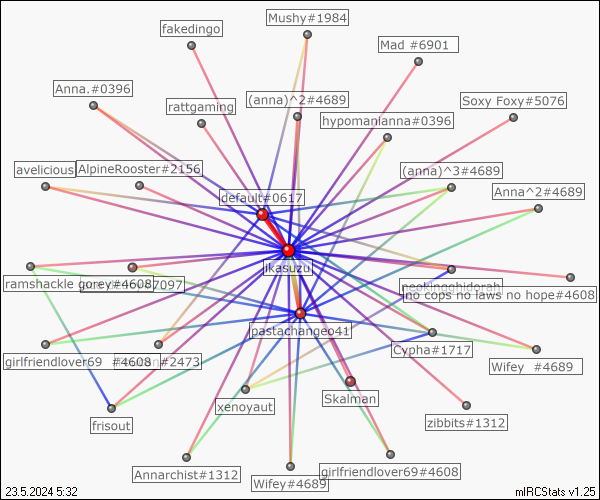 Mushy#1984
fakedingo
Mad #6901
Anna.#0396
(anna)^2#4689
Soxy Foxy#5076
rattgaming
hypomanianna#0396
avelicious
AlpineRooster#2156
(anna)^3#4689
Anna^2#4689
default#0617
ikasuzu
ramshackle gorey#4608
7097
neokingghidorah
no cops no laws no hope#4608
pastachangeo41
Cypha#1717
girlfriendlover69 #4608
#2473
Wifey #4689
xenoyaut
Skalman
frisout
zibbits#1312
Annarchist#1312
Wifey#4689
girlfriendlover69#4608
23.5.2024 5:32
mIRCStats v1.25